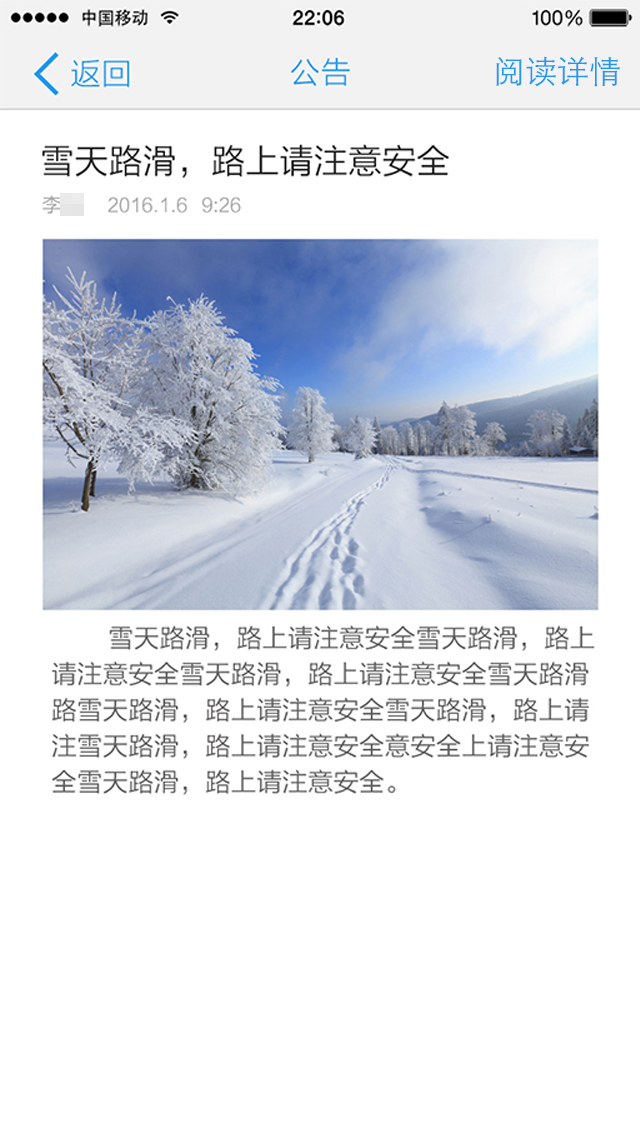 中国移动 22:06 100%
返回 公告 阅读详情
雪天路滑，路上请注意安全
李 2016.1.6 9:26
雪天路滑，路上请注意安全雪天路滑，路上
请注意安全雪天路滑，路上请注意安全雪天路滑
路雪天路滑，路上请注意安全雪天路滑，路上请
注雪天路滑，路上请注意安全意安全上请注意安
全雪天路滑，路上请注意安全。